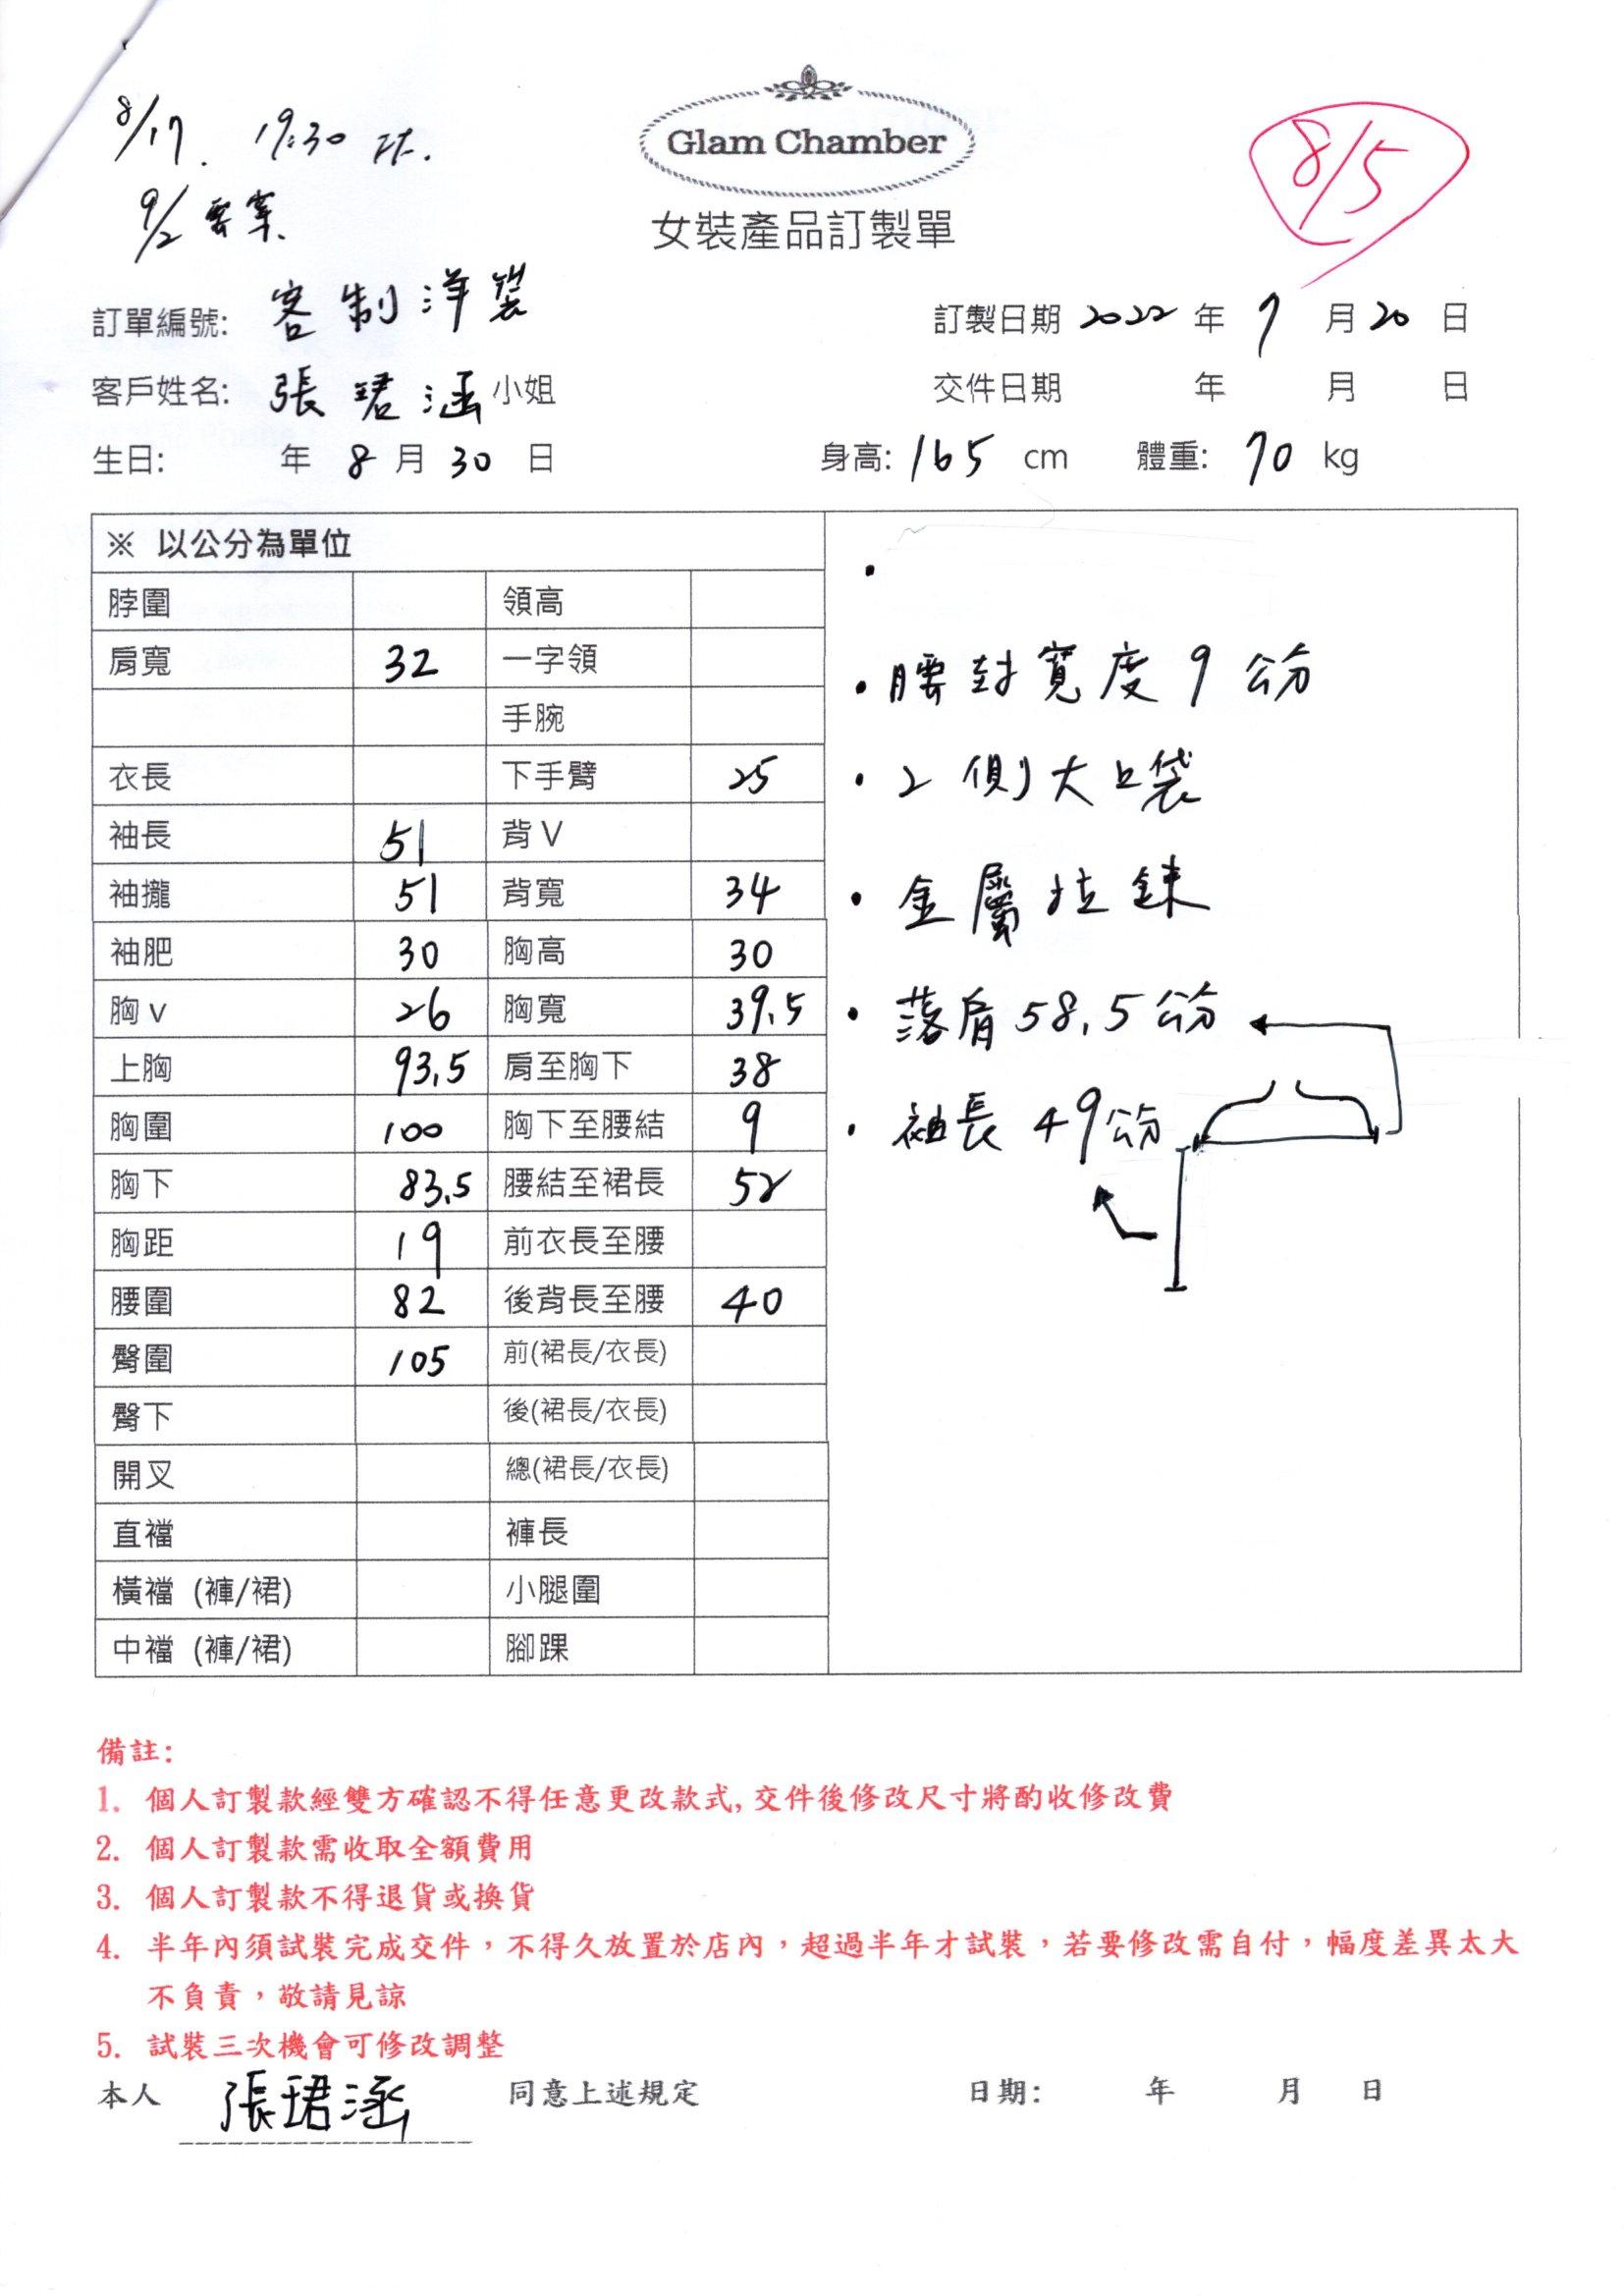 8/17. 19:30 试.
9/2 需穿.
Glam Chamber
8/5
女裝產品訂製單
訂單編號: 客制洋裝
訂製日期 2022 年 7 月 20 日
客戶姓名: 張珺涵 小姐
交件日期 年 月 日
生日: 年 8 月 30 日
身高: 165 cm 體重: 70 kg
※ 以公分為單位
脖圍 領高
肩寬 32 一字領
手腕
衣長 下手臂 25
袖長 51 背V
袖攏 51 背寬 34
袖肥 30 胸高 30
胸v 26 胸寬 39.5
上胸 93.5 肩至胸下 38
胸圍 100 胸下至腰結 9
胸下 83.5 腰結至裙長 52
胸距 19 前衣長至腰
腰圍 82 後背長至腰 40
臀圍 105 前(裙長/衣長)
臀下 後(裙長/衣長)
開叉 總(裙長/衣長)
直襠 褲長
橫襠 (褲/裙) 小腿圍
中襠 (褲/裙) 腳踝
•
• 腰封寬度 9 公分
• 2 側大口袋
• 金屬拉鍊
• 落肩 58.5 公分
• 袖長 49 公分
備註:
1. 個人訂製款經雙方確認不得任意更改款式, 交件後修改尺寸將酌收修改費
2. 個人訂製款需收取全額費用
3. 個人訂製款不得退貨或換貨
4. 半年內須試裝完成交件，不得久放置於店內，超過半年才試裝，若要修改需自付，幅度差異太大
不負責，敬請見諒
5. 試裝三次機會可修改調整
本人 張珺涵 同意上述規定 日期: 年 月 日